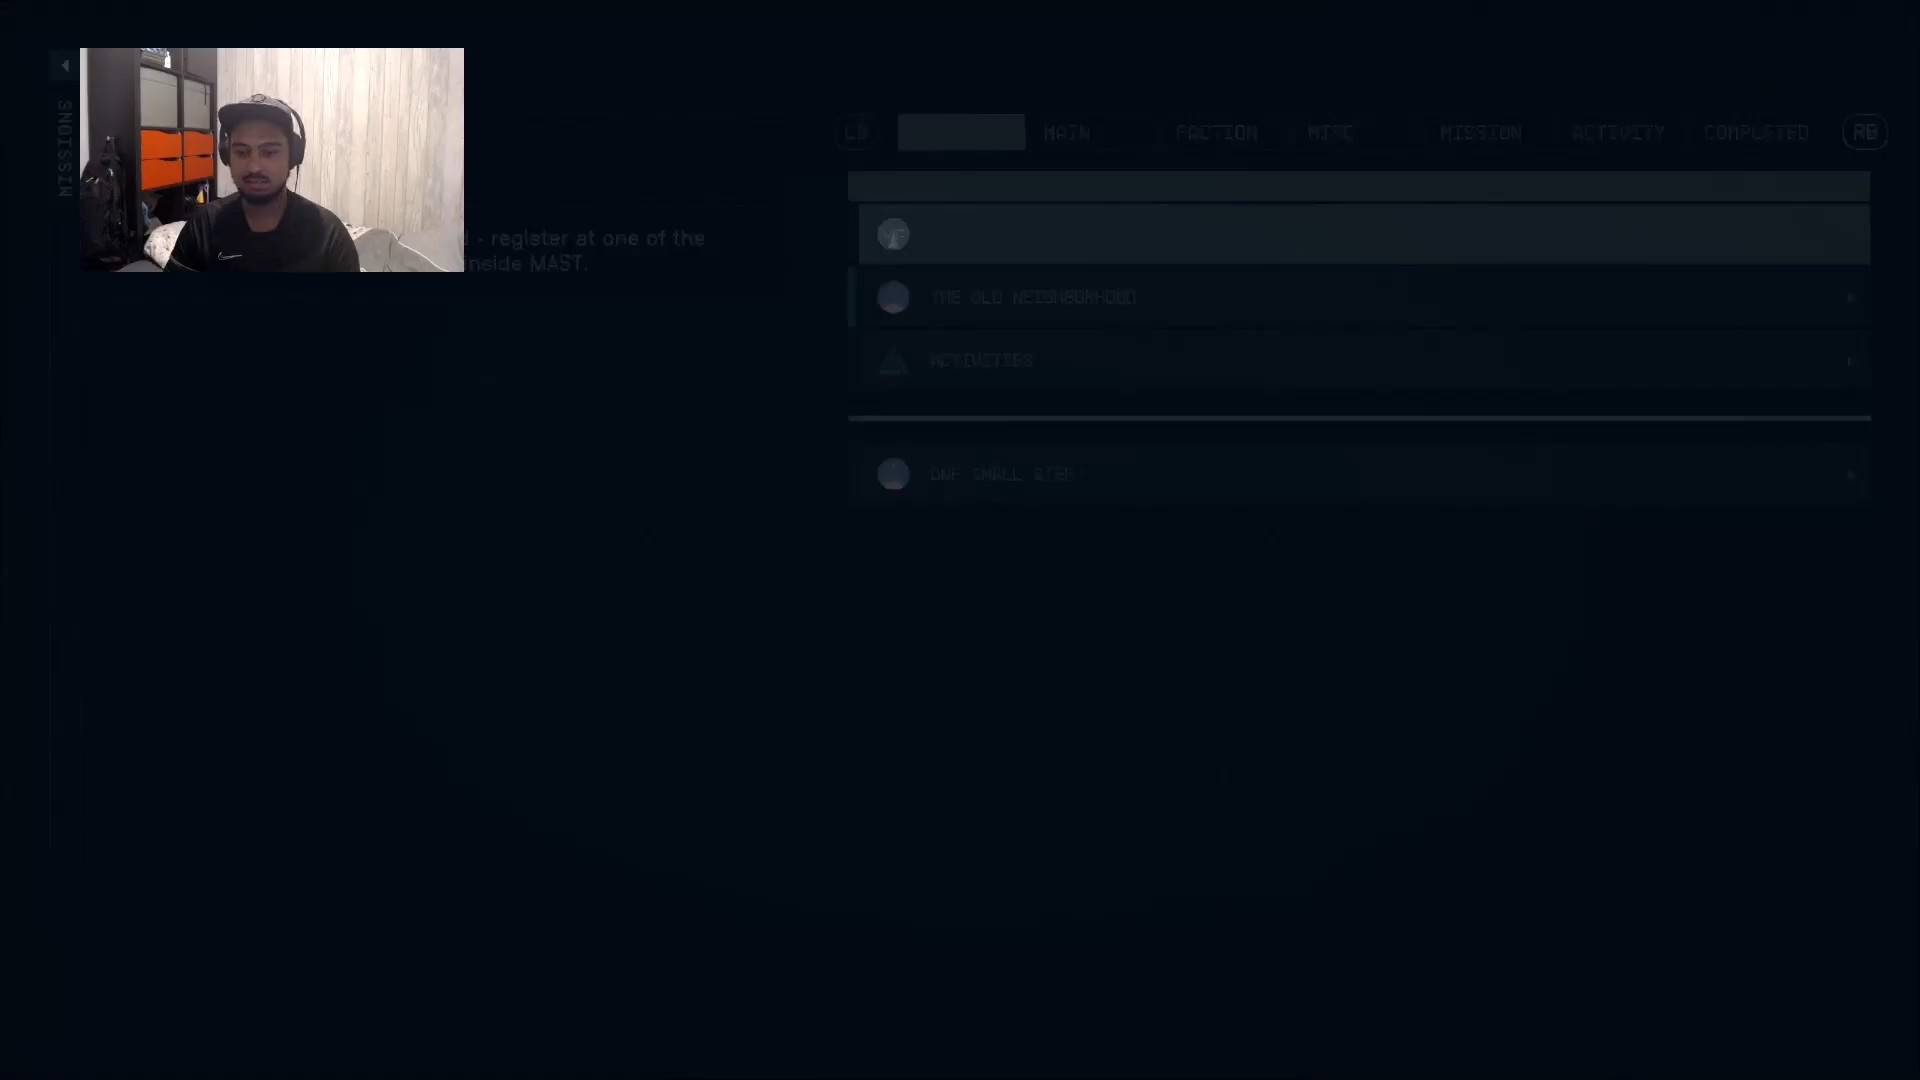 MISSIONS
LB
MAIN
FACTION
MISC
MISSION
ACTIVITY
COMPLETED
RB
- register at one of the
inside MAST.
THE OLD NEIGHBORHOOD
ACTIVITIES
ONE SMALL STEP